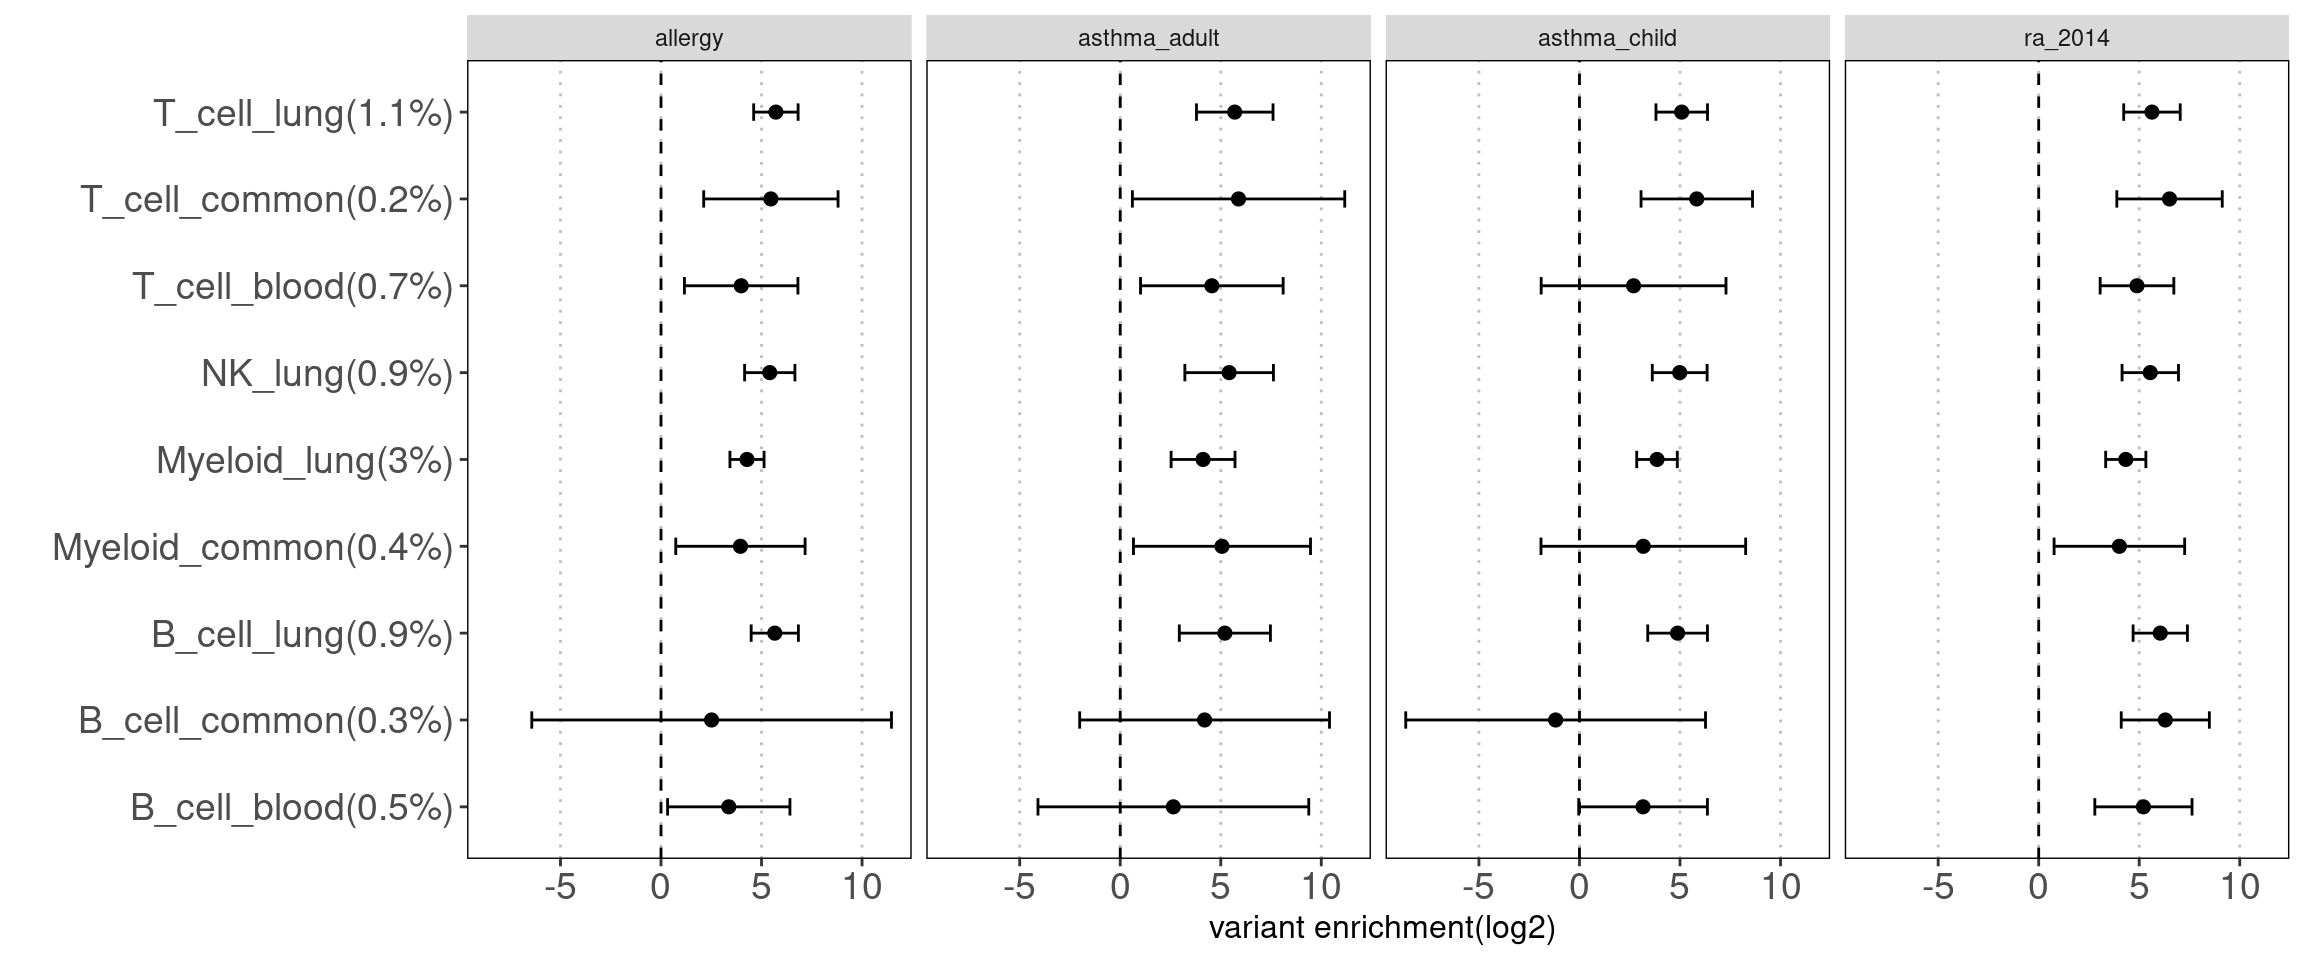 allergy asthma_adult asthma_child ra_2014
T_cell_lung(1.1%)
T_cell_common(0.2%)
T_cell_blood(0.7%)
NK_lung(0.9%)
Myeloid_lung(3%)
Myeloid_common(0.4%)
B_cell_lung(0.9%)
B_cell_common(0.3%)
B_cell_blood(0.5%)
-5 0 5 10 -5 0 5 10 -5 0 5 10 -5 0 5 10
variant enrichment(log2)